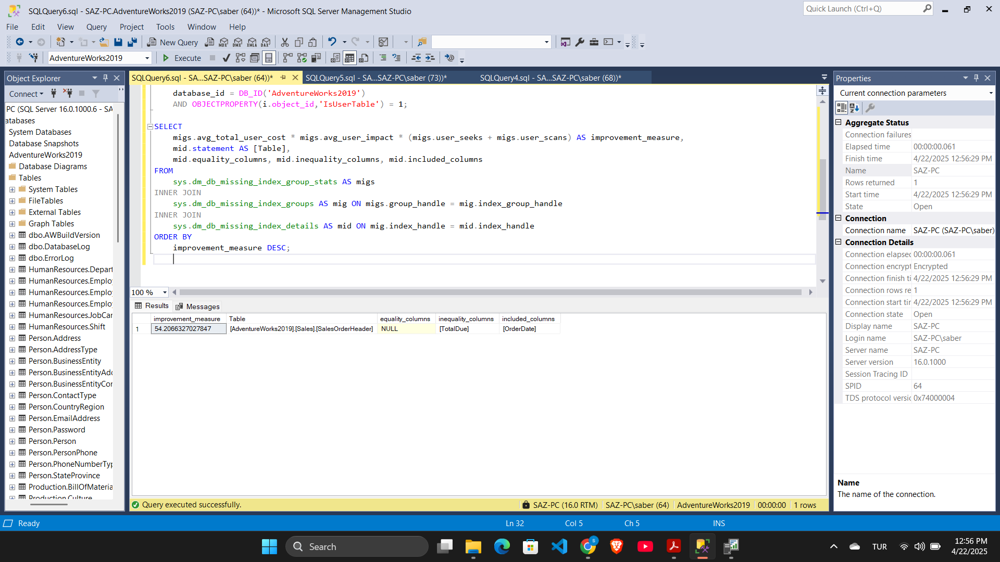 SQLQuery6.sql - SAZ-PC.AdventureWorks2019 (SAZ-PC\saber (64))* - Microsoft SQL Server Management Studio
Quick Launch (Ctrl+Q)
File Edit View Query Project Tools Window Help
New Query
MDX DMX XMLA DAX
AdventureWorks2019
Execute
Object Explorer
Connect
PC (SQL Server 16.0.1000.6 - SA
atabases
System Databases
Database Snapshots
AdventureWorks2019
Database Diagrams
Tables
System Tables
FileTables
External Tables
Graph Tables
dbo.AWBuildVersion
dbo.DatabaseLog
dbo.ErrorLog
HumanResources.Depart
HumanResources.Emplo
HumanResources.Emplo
HumanResources.Emplo
HumanResources.JobCar
HumanResources.Shift
Person.Address
Person.AddressType
Person.BusinessEntity
Person.BusinessEntityAdd
Person.BusinessEntityCor
Person.ContactType
Person.CountryRegion
Person.EmailAddress
Person.Password
Person.Person
Person.PersonPhone
Person.PhoneNumberTyp
Person.StateProvince
Production.BillOfMateria
Production.Culture
SQLQuery6.sql - SA...SAZ-PC\saber (64))*
SQLQuery5.sql - SA...SAZ-PC\saber (73))*
SQLQuery4.sql - SA...SAZ-PC\saber (68))*
database_id = DB_ID('AdventureWorks2019')
AND OBJECTPROPERTY(i.object_id,'IsUserTable') = 1;
SELECT
migs.avg_total_user_cost * migs.avg_user_impact * (migs.user_seeks + migs.user_scans) AS improvement_measure,
mid.statement AS [Table],
mid.equality_columns, mid.inequality_columns, mid.included_columns
FROM
sys.dm_db_missing_index_group_stats AS migs
INNER JOIN
sys.dm_db_missing_index_groups AS mig ON migs.group_handle = mig.index_group_handle
INNER JOIN
sys.dm_db_missing_index_details AS mid ON mig.index_handle = mid.index_handle
ORDER BY
improvement_measure DESC;
100 %
Results Messages
improvement_measure Table equality_columns inequality_columns included_columns
1 54.2066327027847 [AdventureWorks2019].[Sales].[SalesOrderHeader] NULL [TotalDue] [OrderDate]
Query executed successfully.
SAZ-PC (16.0 RTM) SAZ-PC\saber (64) AdventureWorks2019 00:00:00 1 rows
Properties
Current connection parameters
Aggregate Status
Connection failures
Elapsed time 00:00:00.061
Finish time 4/22/2025 12:56:29 PM
Name SAZ-PC
Rows returned 1
Start time 4/22/2025 12:56:29 PM
State Open
Connection
Connection name SAZ-PC (SAZ-PC\saber)
Connection Details
Connection elapsec 00:00:00.061
Connection encrypt Encrypted
Connection finish ti 4/22/2025 12:56:29 PM
Connection rows re 1
Connection start tin 4/22/2025 12:56:29 PM
Connection state Open
Display name SAZ-PC
Login name SAZ-PC\saber
Server name SAZ-PC
Server version 16.0.1000
Session Tracing ID
SPID 64
TDS protocol versic 0x74000004
Name
The name of the connection.
Ready Ln 32 Col 5 Ch 5 INS
Search
TUR
12:56 PM
4/22/2025